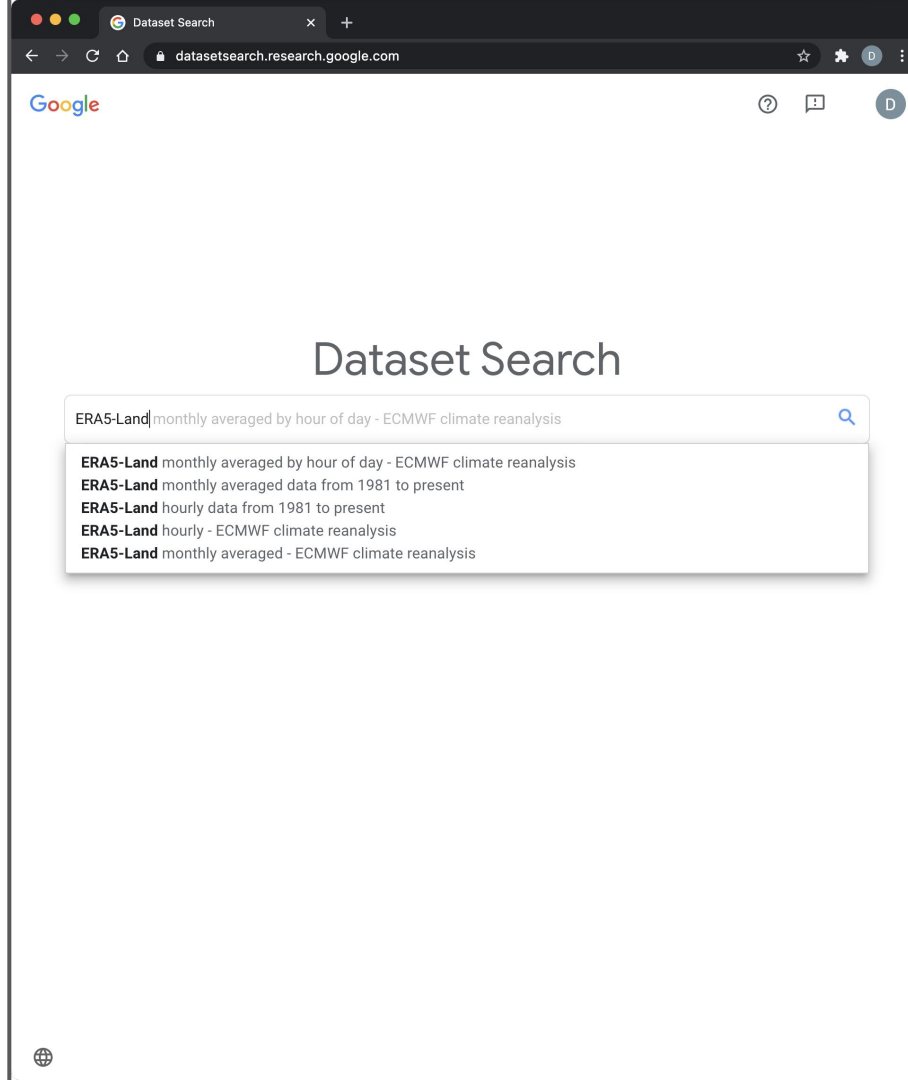 Dataset Search
datasetsearch.research.google.com
D
Google
D
Dataset Search
ERA5-Land monthly averaged by hour of day - ECMWF climate reanalysis
ERA5-Land monthly averaged by hour of day - ECMWF climate reanalysis
ERA5-Land monthly averaged data from 1981 to present
ERA5-Land hourly data from 1981 to present
ERA5-Land hourly - ECMWF climate reanalysis
ERA5-Land monthly averaged - ECMWF climate reanalysis